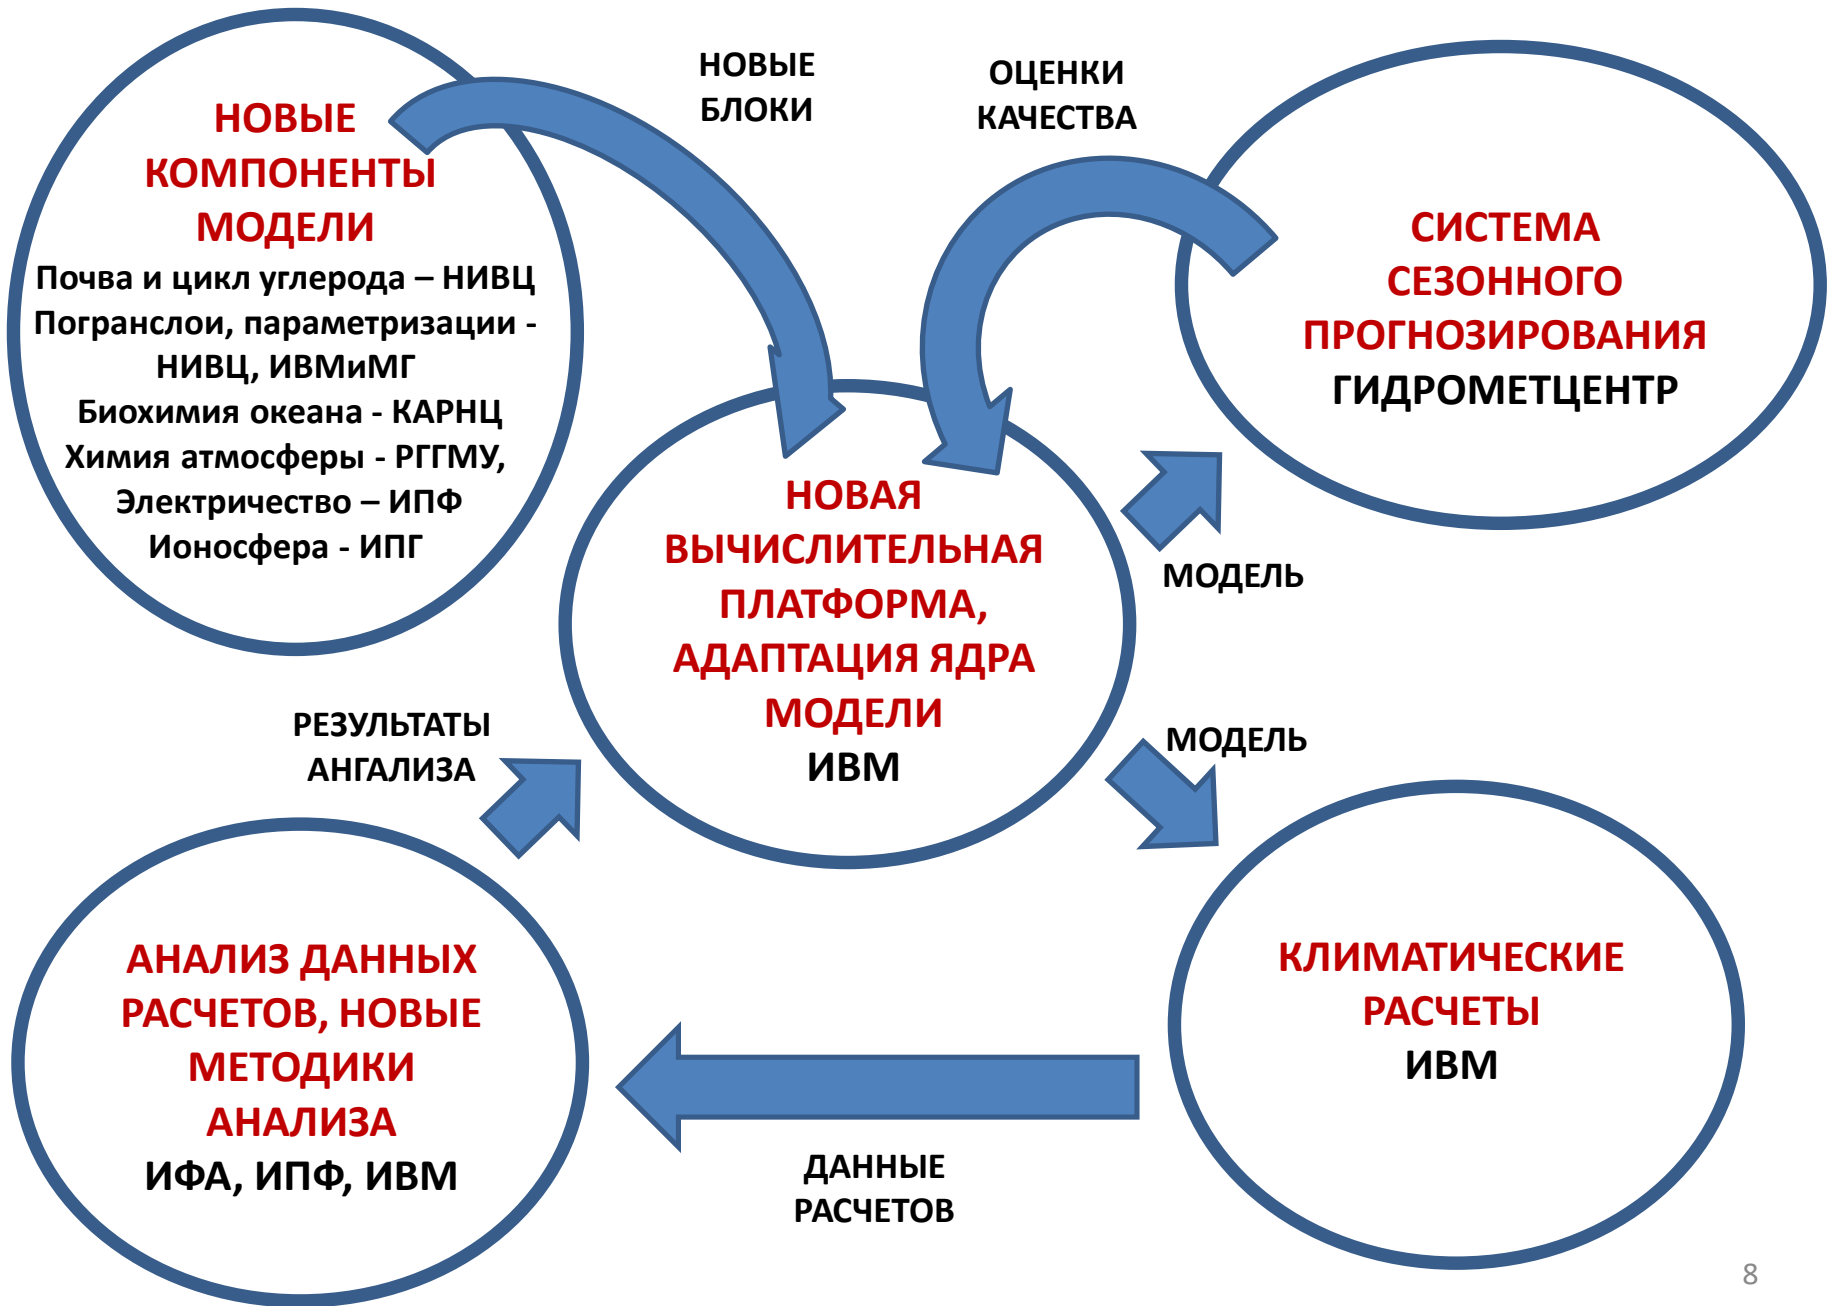 НОВЫЕ
КОМПОНЕНТЫ
МОДЕЛИ
Почва и цикл углерода – НИВЦ
Погранслои, параметризации -
НИВЦ, ИВМиМГ
Биохимия океана - КАРНЦ
Химия атмосферы - РГГМУ,
Электричество – ИПФ
Ионосфера - ИПГ
НОВЫЕ
БЛОКИ
ОЦЕНКИ
КАЧЕСТВА
СИСТЕМА
СЕЗОННОГО
ПРОГНОЗИРОВАНИЯ
ГИДРОМЕТЦЕНТР
НОВАЯ
ВЫЧИСЛИТЕЛЬНАЯ
ПЛАТФОРМА,
АДАПТАЦИЯ ЯДРА
МОДЕЛИ
ИВМ
МОДЕЛЬ
МОДЕЛЬ
РЕЗУЛЬТАТЫ
АНГАЛИЗА
АНАЛИЗ ДАННЫХ
РАСЧЕТОВ, НОВЫЕ
МЕТОДИКИ
АНАЛИЗА
ИФА, ИПФ, ИВМ
ДАННЫЕ
РАСЧЕТОВ
КЛИМАТИЧЕСКИЕ
РАСЧЕТЫ
ИВМ
8